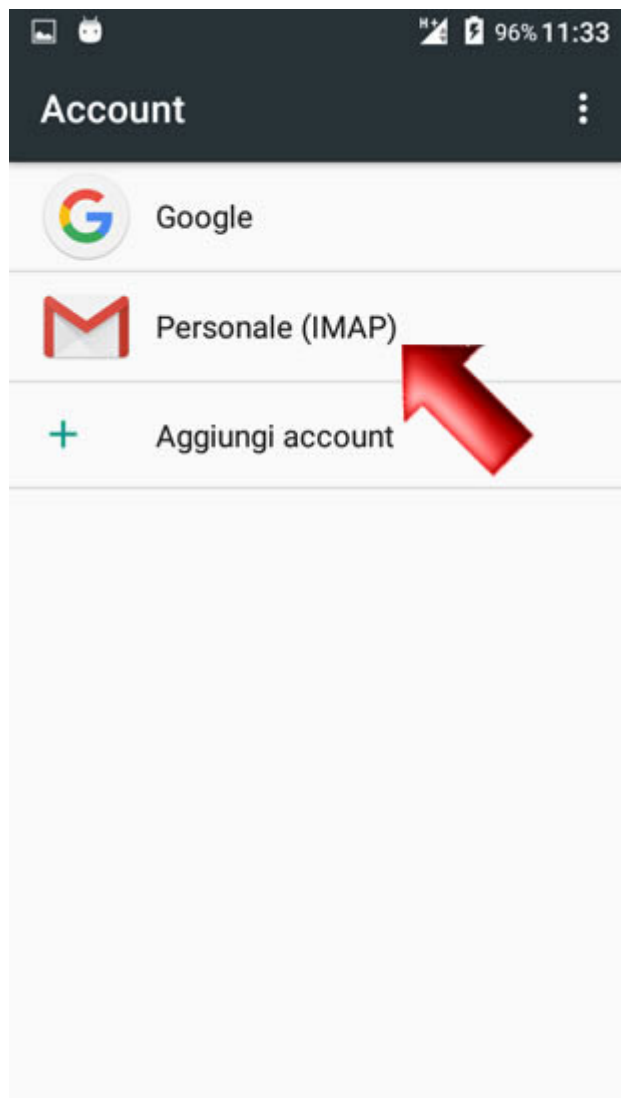 H+ 96% 11:33
Account
Google
Personale (IMAP)
Aggiungi account